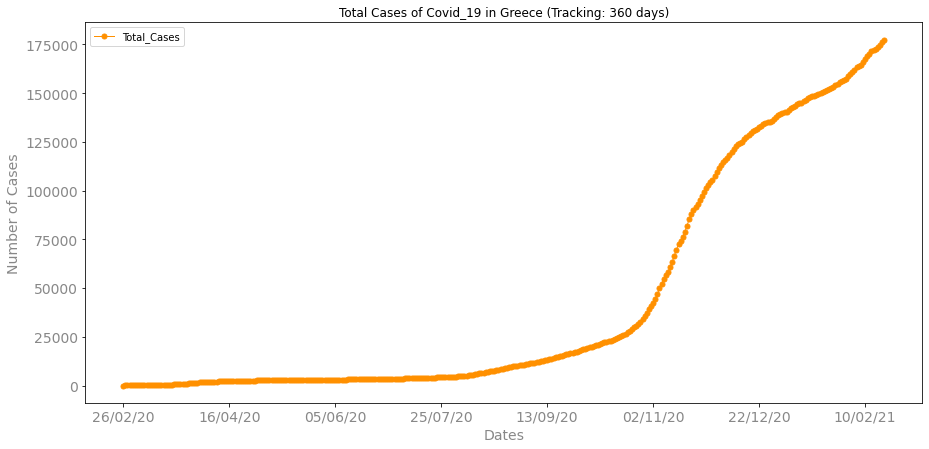 Total Cases of Covid_19 in Greece (Tracking: 360 days)
Total_Cases
Number of Cases
175000
150000
125000
100000
75000
50000
25000
0
26/02/20 16/04/20 05/06/20 25/07/20 13/09/20 02/11/20 22/12/20 10/02/21
Dates